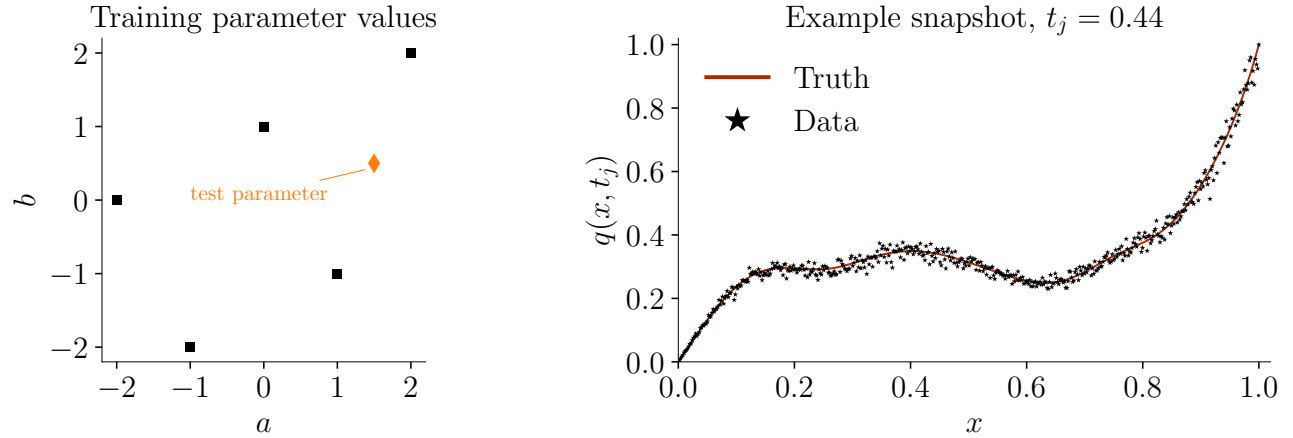 Training parameter values
2
1
0
−1
−2
b
test parameter
−2 −1 0 1 2
a
Example snapshot, t_j = 0.44
1.0
0.8
0.6
0.4
0.2
0.0
q(x, t_j)
Truth
Data
0.0 0.2 0.4 0.6 0.8 1.0
x